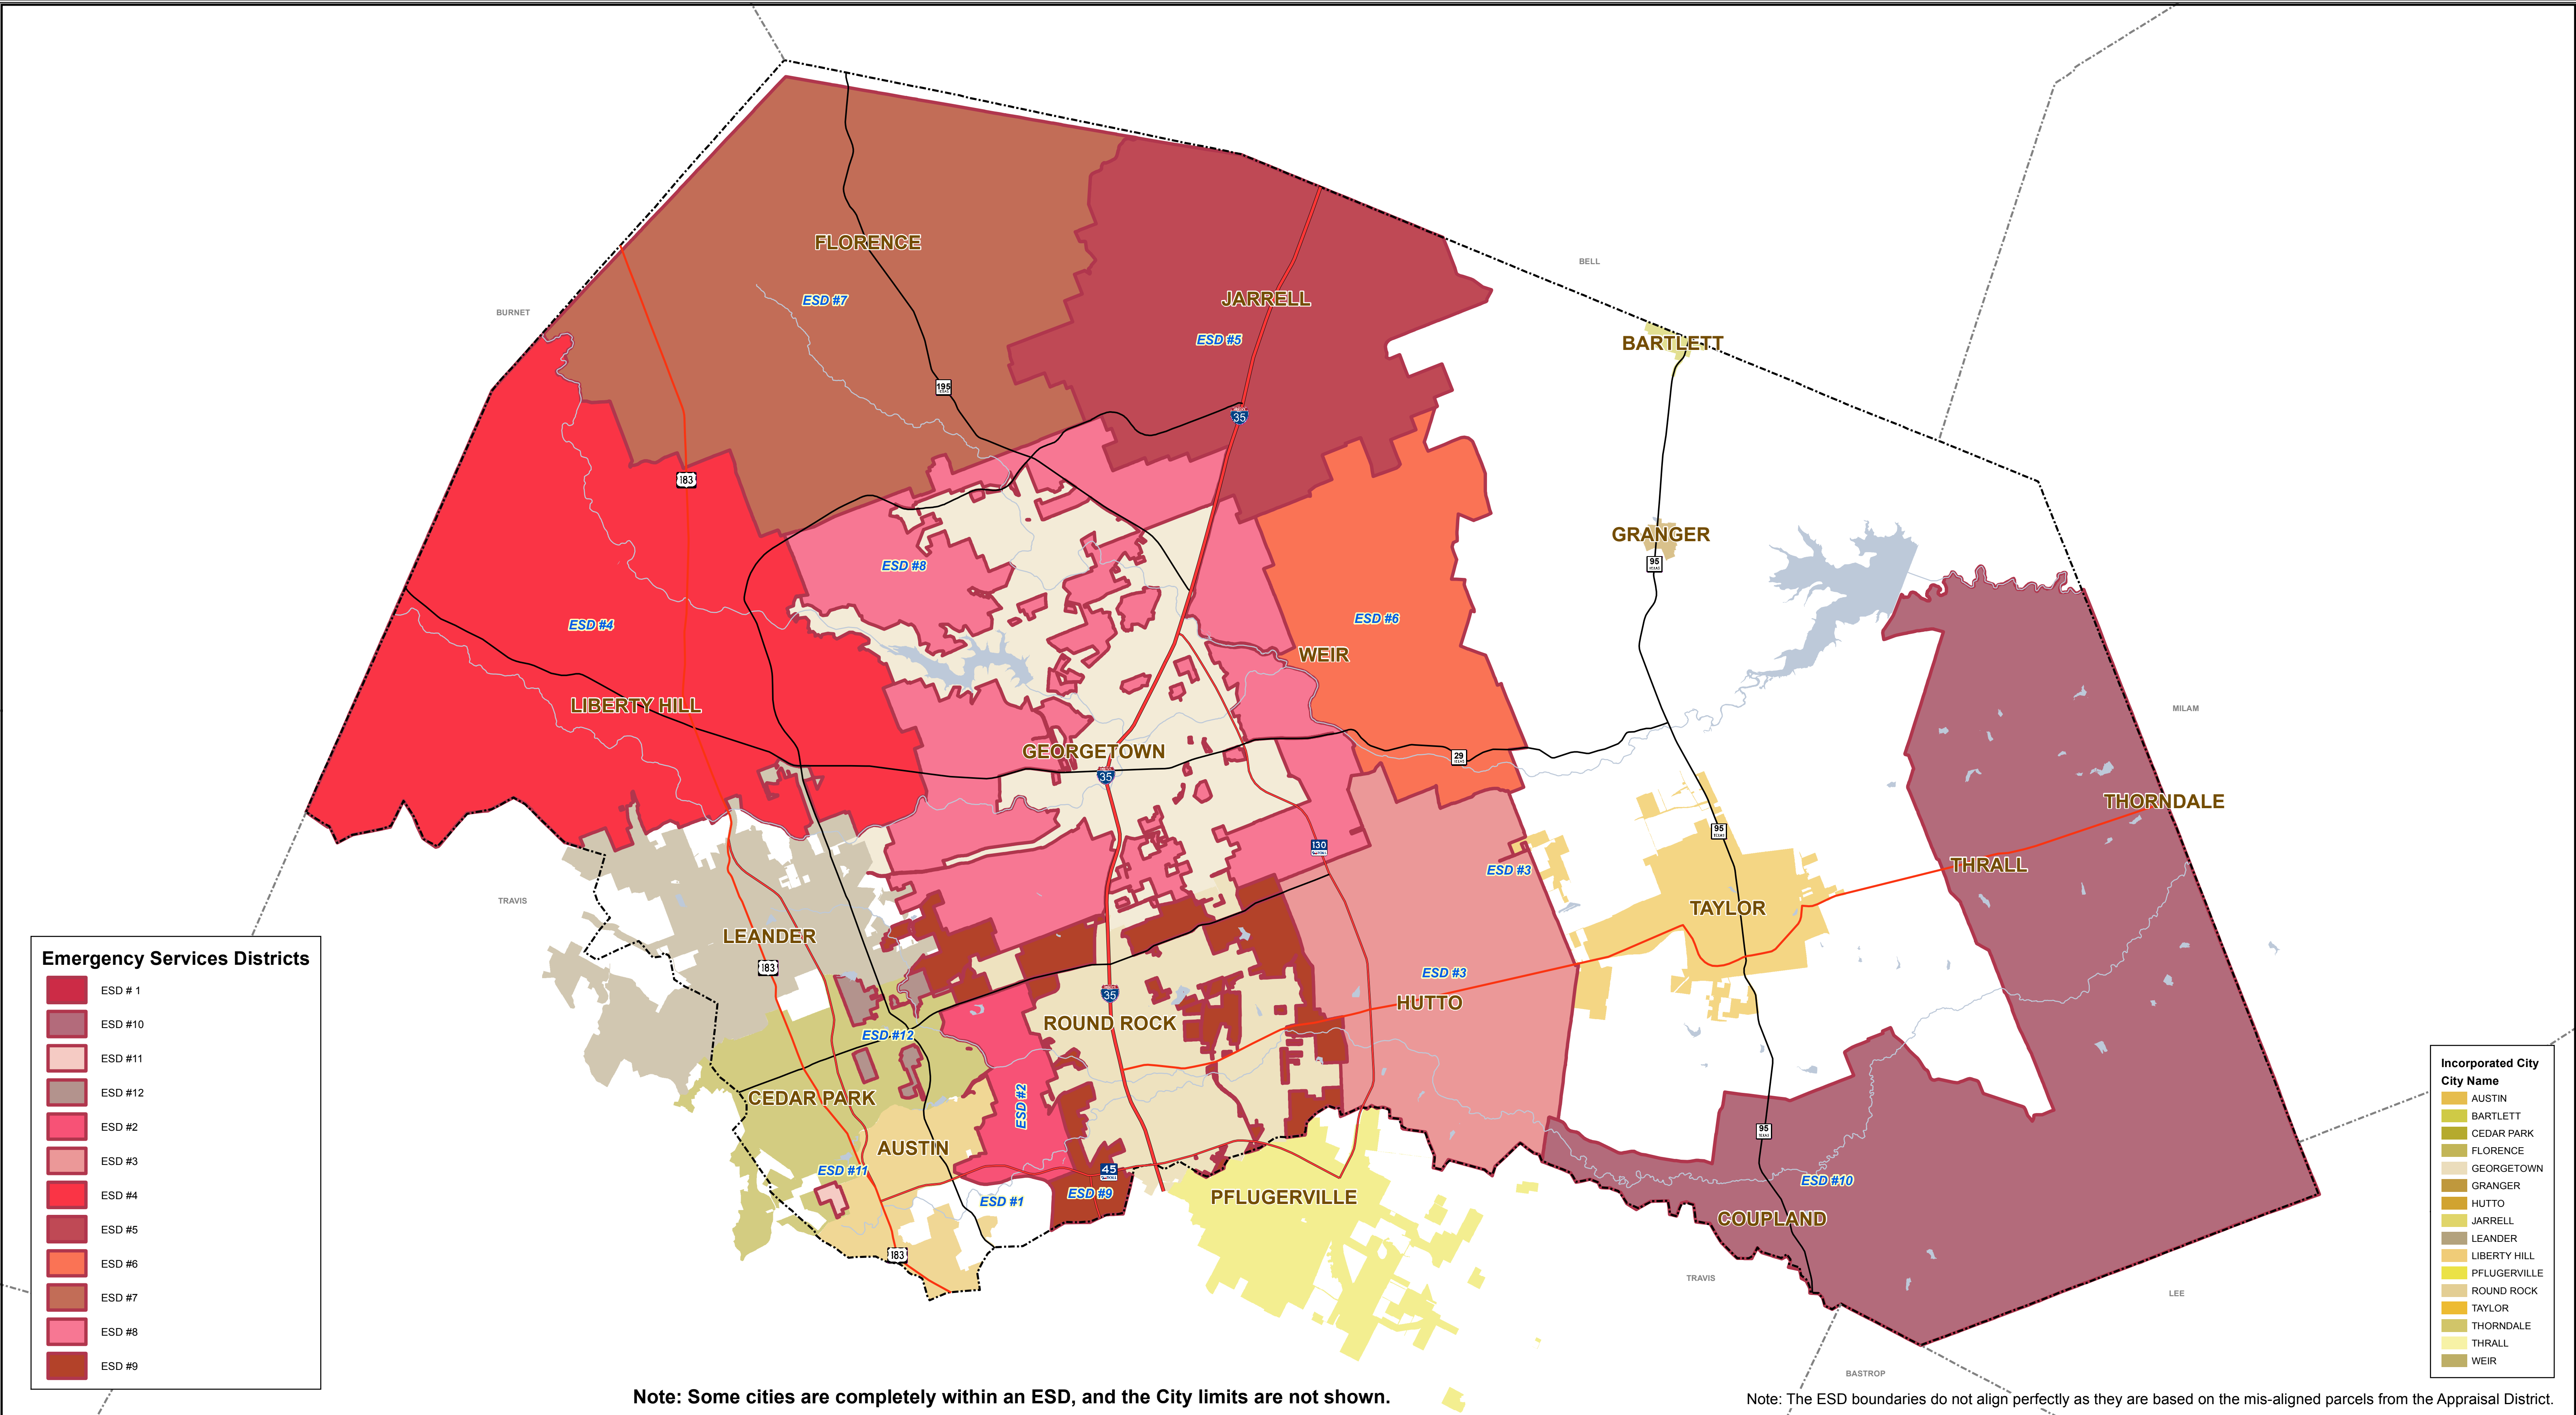 BELL
FLORENCE
ESD #7
JARRELL
BURNET
ESD #5
BARTLETT
195
TEXAS
35
183
GRANGER
95
TEXAS
ESD #8
ESD #6
ESD #4
WEIR
LIBERTY HILL
MILAM
GEORGETOWN
29
TEXAS
35
THORNDALE
95
TEXAS
130
ESD #3
THRALL
TRAVIS
TAYLOR
LEANDER
183
ESD #3
35
HUTTO
ROUND ROCK
ESD #12
CEDAR PARK
ESD #2
95
TEXAS
AUSTIN
ESD #11
45
ESD #10
ESD #9
PFLUGERVILLE
ESD #1
COUPLAND
183
TRAVIS
LEE
BASTROP
Emergency Services Districts
ESD # 1
ESD #10
ESD #11
ESD #12
ESD #2
ESD #3
ESD #4
ESD #5
ESD #6
ESD #7
ESD #8
ESD #9
Incorporated City
City Name
AUSTIN
BARTLETT
CEDAR PARK
FLORENCE
GEORGETOWN
GRANGER
HUTTO
JARRELL
LEANDER
LIBERTY HILL
PFLUGERVILLE
ROUND ROCK
TAYLOR
THORNDALE
THRALL
WEIR
Note: Some cities are completely within an ESD, and the City limits are not shown.
Note: The ESD boundaries do not align perfectly as they are based on the mis-aligned parcels from the Appraisal District.